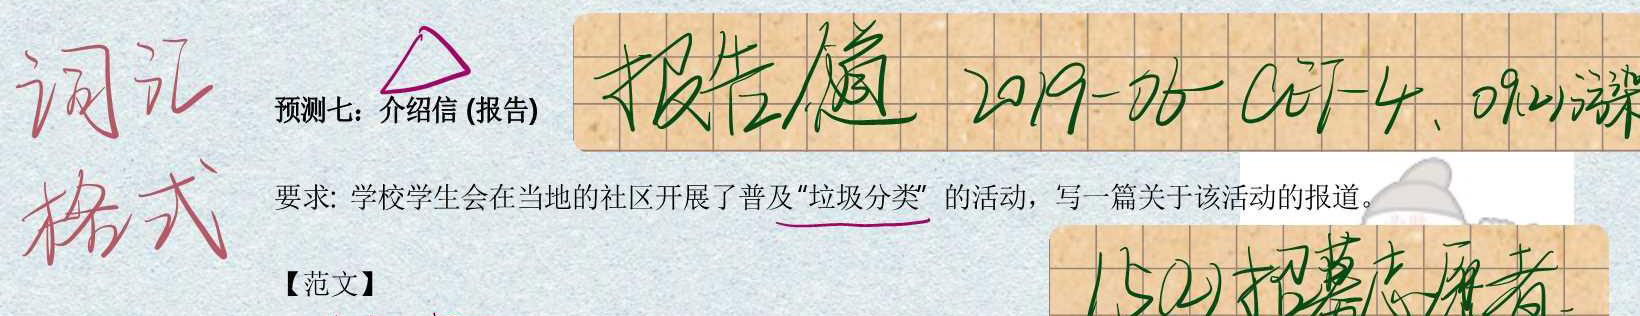 词汇
格式
预测七：介绍信 (报告)
报告/道 2019-06 CET-4、09(2)污染
要求：学校学生会在当地的社区开展了普及“垃圾分类”的活动，写一篇关于该活动的报道。
【范文】
15(2)招募志愿者